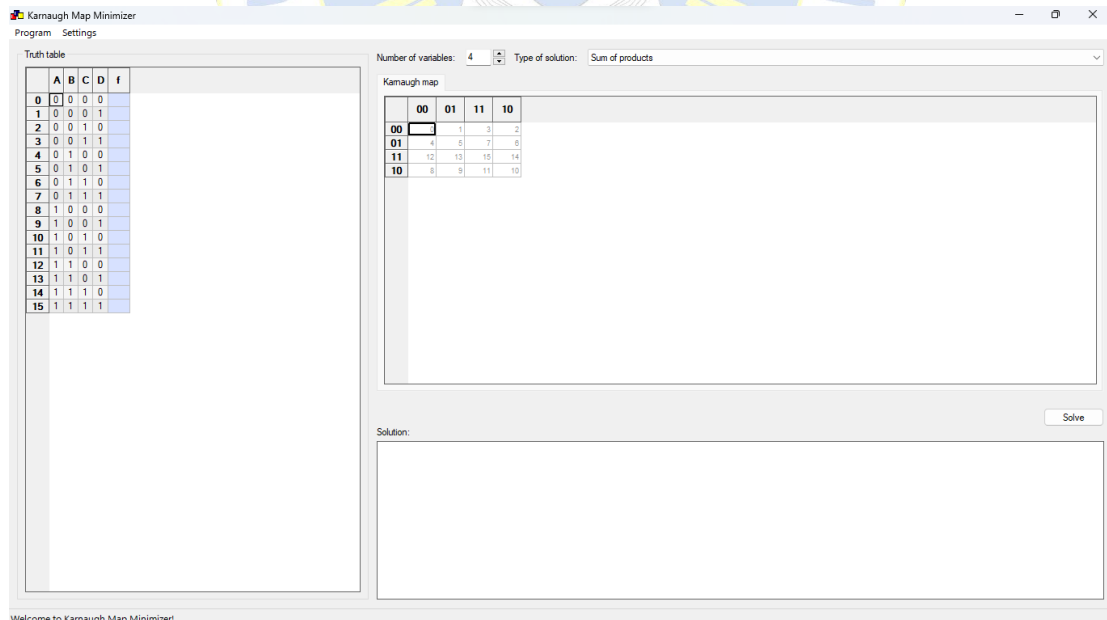 Karnaugh Map Minimizer
Program Settings
Truth table
A B C D f
0 0 0 0 0
1 0 0 0 1
2 0 0 1 0
3 0 0 1 1
4 0 1 0 0
5 0 1 0 1
6 0 1 1 0
7 0 1 1 1
8 1 0 0 0
9 1 0 0 1
10 1 0 1 0
11 1 0 1 1
12 1 1 0 0
13 1 1 0 1
14 1 1 1 0
15 1 1 1 1
Number of variables: 4 Type of solution: Sum of products
Karnaugh map
00 01 11 10
00 0 1 3 2
01 4 5 7 6
11 12 13 15 14
10 8 9 11 10
Solve
Solution:
Welcome to Karnaugh Map Minimizer!